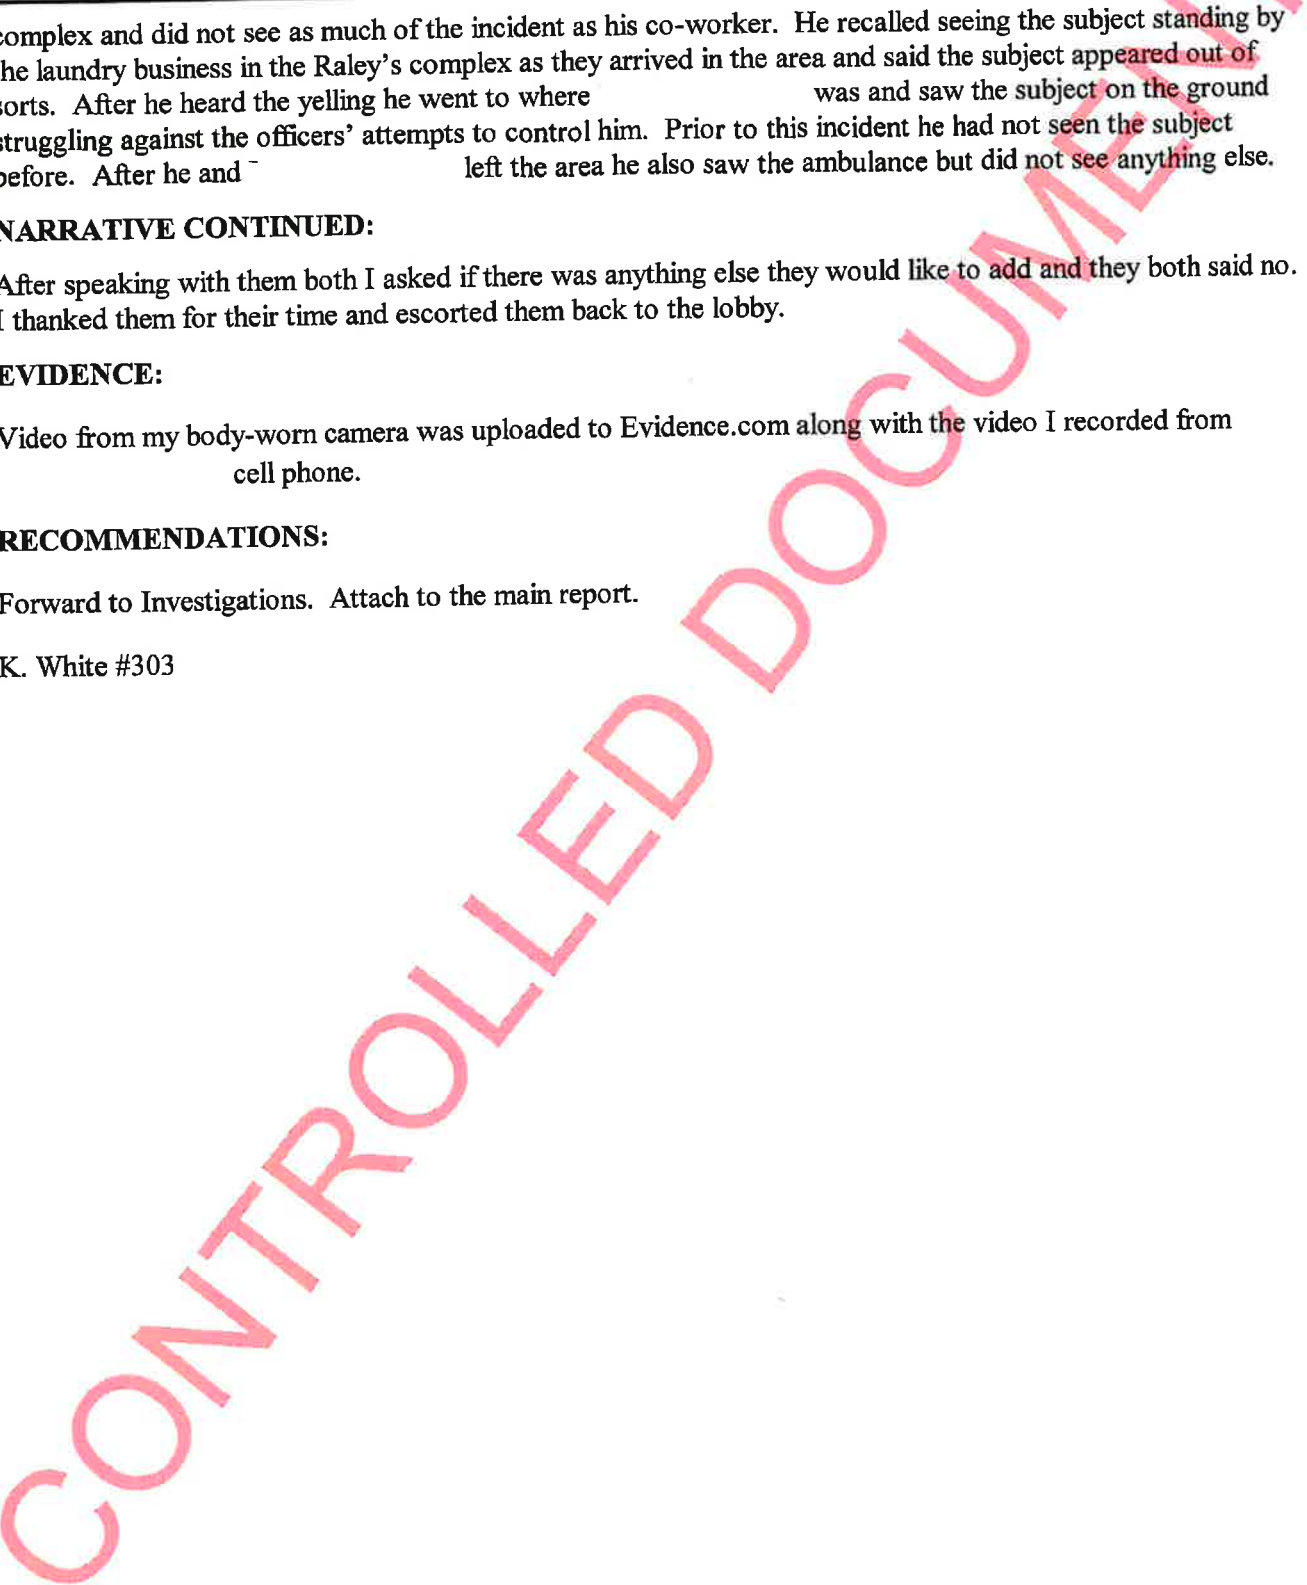 complex and did not see as much of the incident as his co-worker. He recalled seeing the subject standing by
the laundry business in the Raley's complex as they arrived in the area and said the subject appeared out of
sorts. After he heard the yelling he went to where was and saw the subject on the ground
struggling against the officers' attempts to control him. Prior to this incident he had not seen the subject
before. After he and left the area he also saw the ambulance but did not see anything else.
NARRATIVE CONTINUED:
After speaking with them both I asked if there was anything else they would like to add and they both said no.
I thanked them for their time and escorted them back to the lobby.
EVIDENCE:
Video from my body-worn camera was uploaded to Evidence.com along with the video I recorded from
cell phone.
RECOMMENDATIONS:
Forward to Investigations. Attach to the main report.
K. White #303
CONTROLLED DOCUMEN